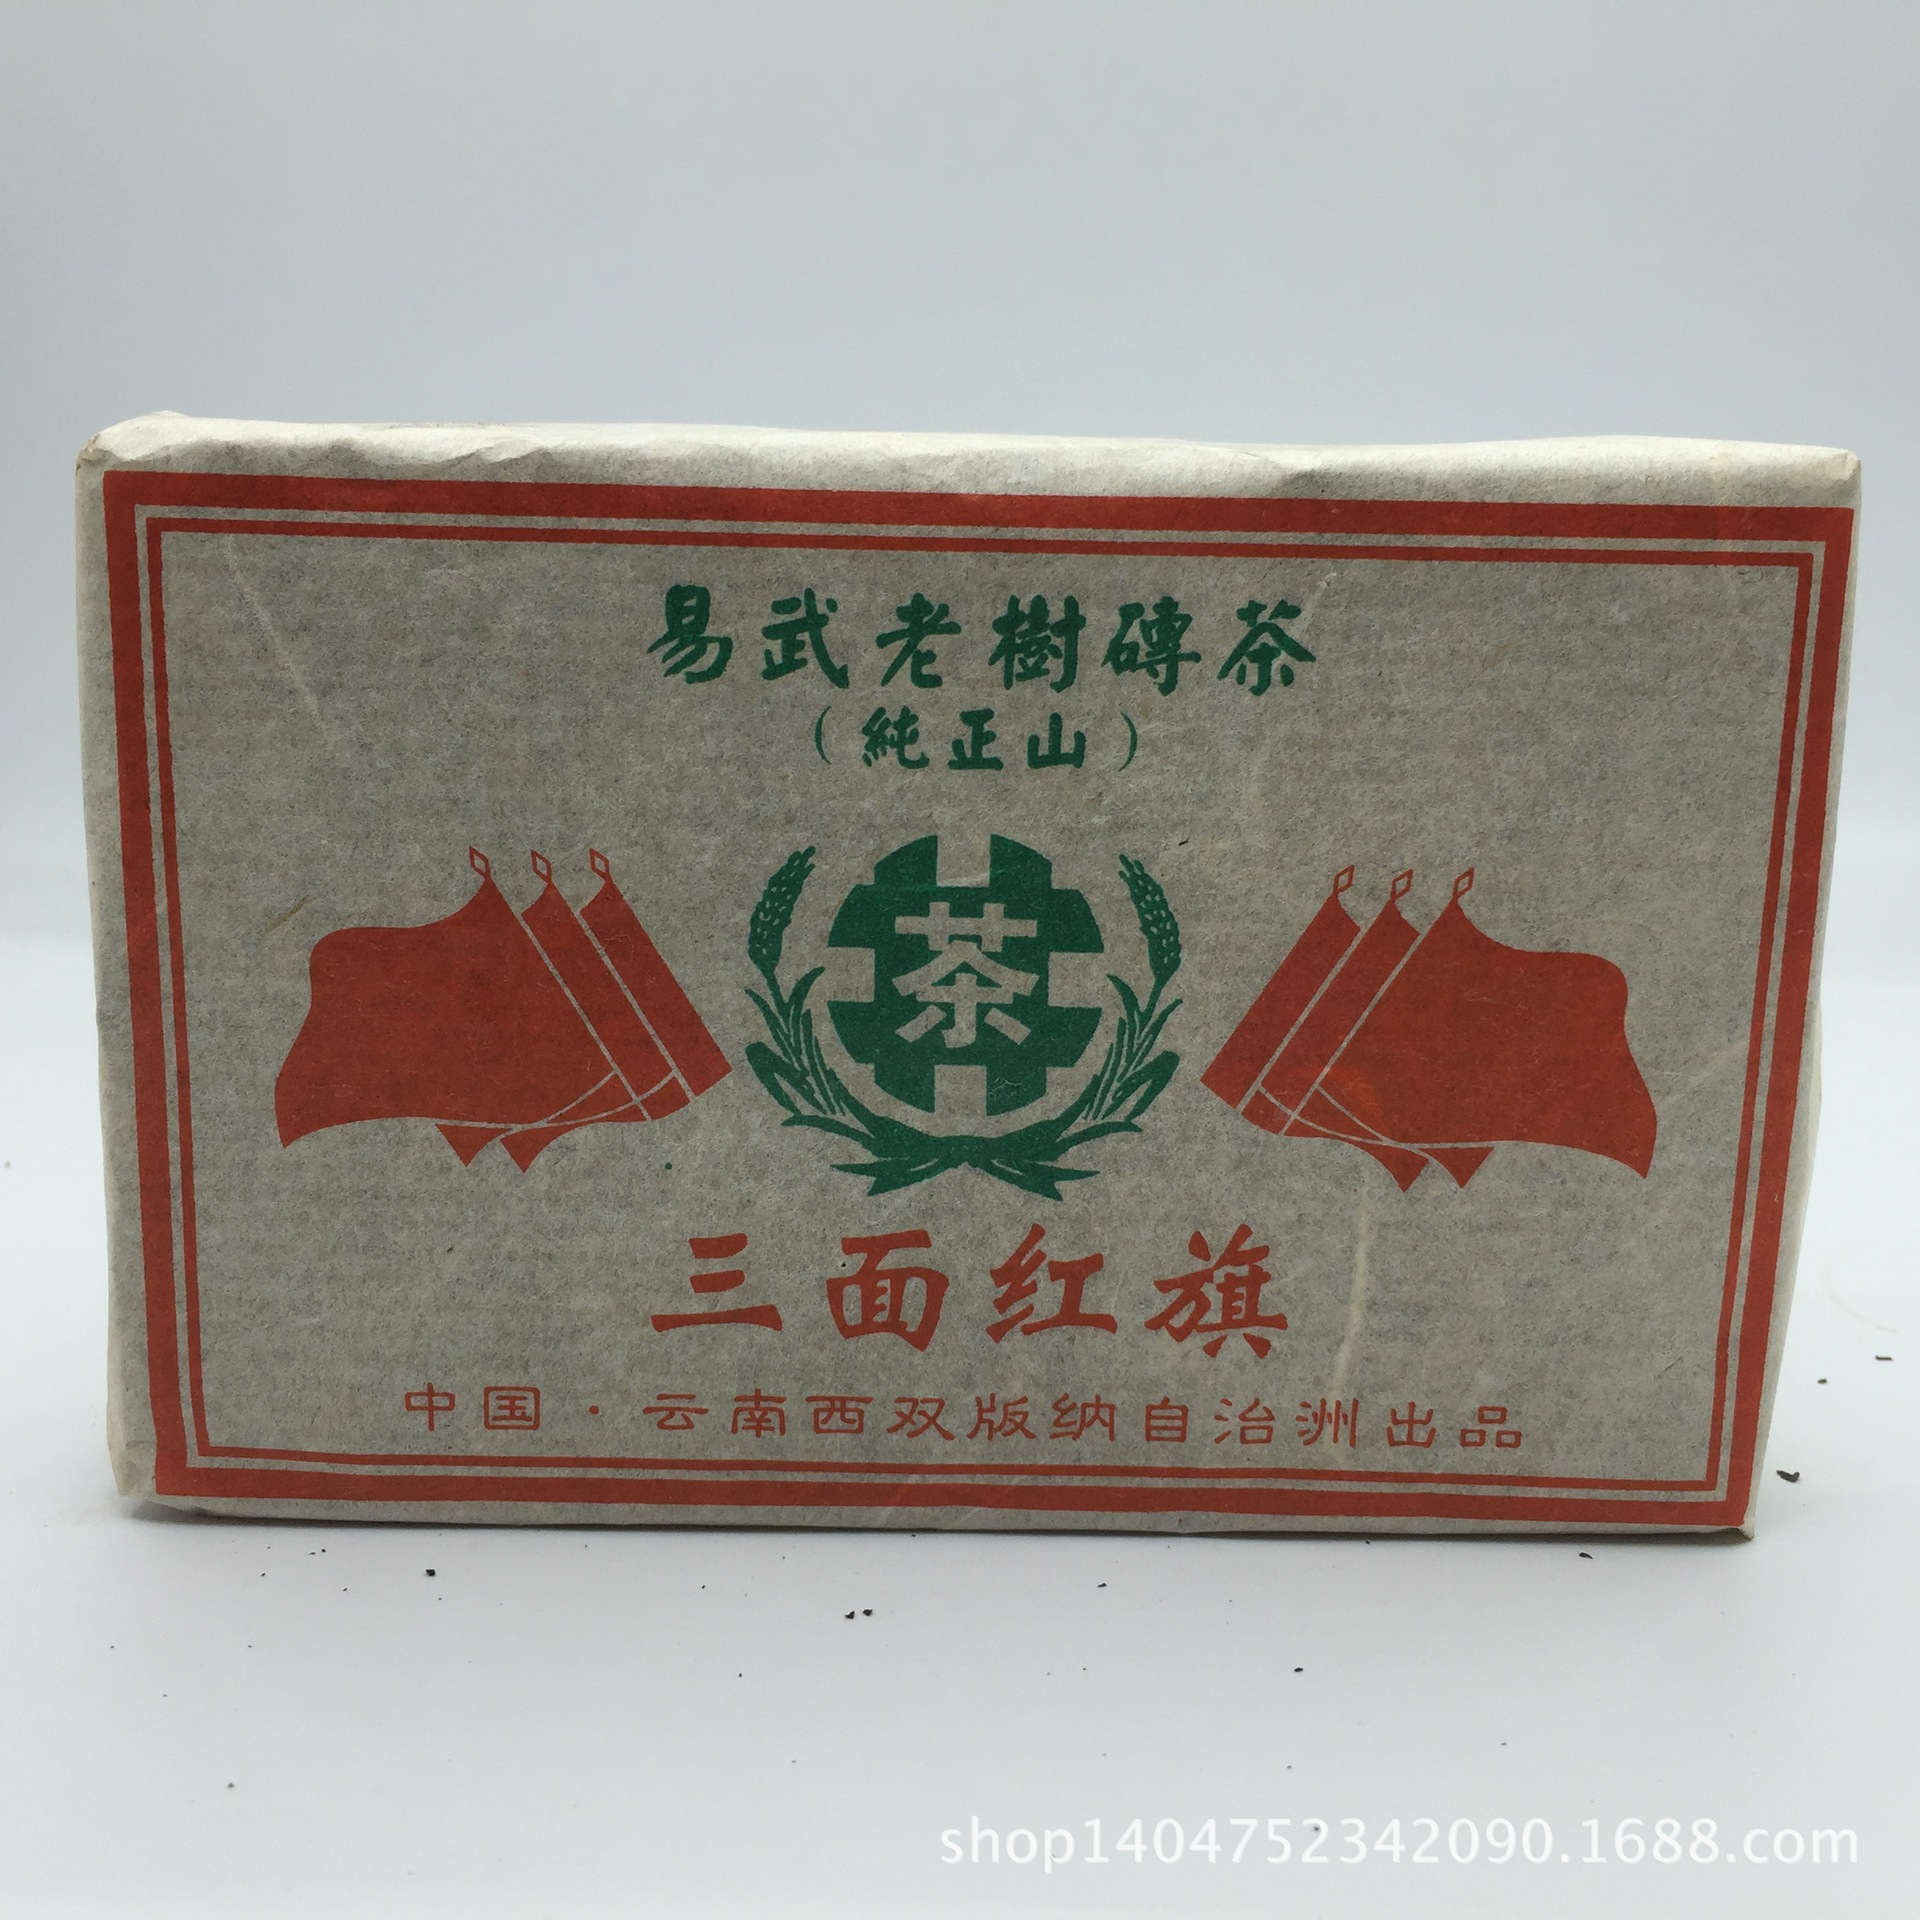 易武老樹磚茶
（純正山）
茶
三面红旗
中国·云南西双版纳自治洲出品
shop1404752342090.1688.com